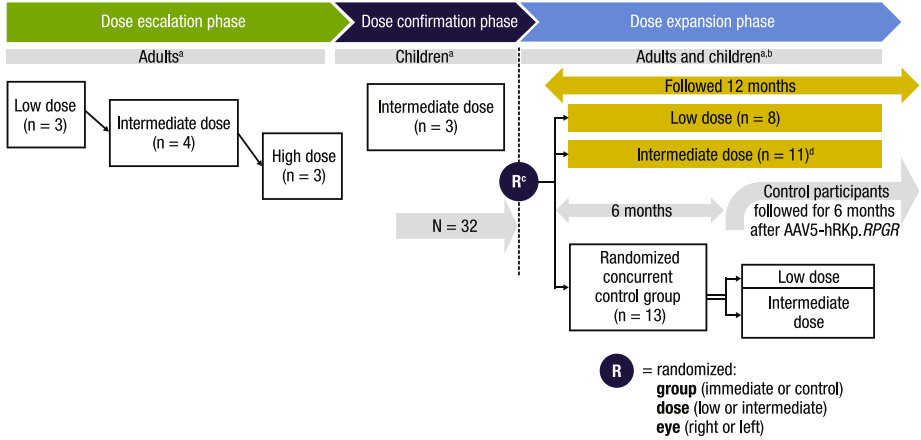 Dose escalation phase
Dose confirmation phase
Dose expansion phase
Adultsᵃ
Childrenᵃ
Adults and childrenᵃ,ᵇ
Followed 12 months
Low dose
(n = 3)
Intermediate dose
(n = 4)
High dose
(n = 3)
Intermediate dose
(n = 3)
Low dose (n = 8)
Intermediate dose (n = 11)ᵈ
Rᶜ
N = 32
6 months
Control participants
followed for 6 months
after AAV5-hRKp.RPGR
Randomized
concurrent
control group
(n = 13)
Low dose
Intermediate
dose
R = randomized:
group (immediate or control)
dose (low or intermediate)
eye (right or left)